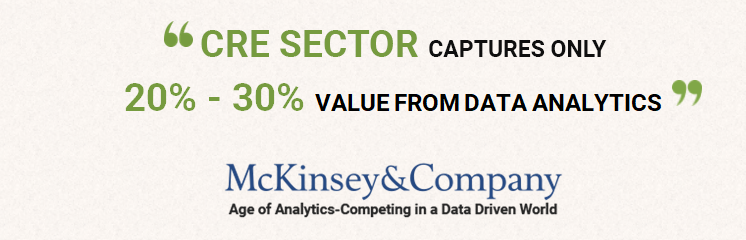 “CRE SECTOR CAPTURES ONLY
20% - 30% VALUE FROM DATA ANALYTICS ”
McKinsey&Company
Age of Analytics-Competing in a Data Driven World